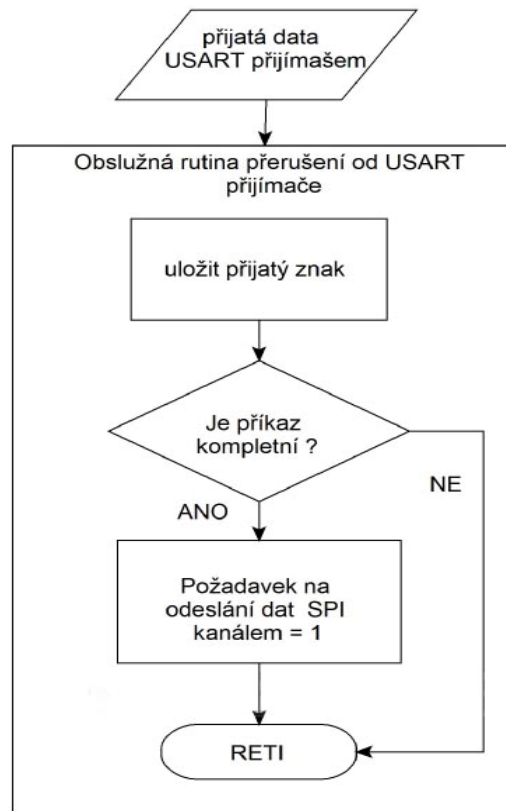 přijatá data
USART přijímašem
Obslužná rutina přerušení od USART
přijímače
uložit přijatý znak
Je příkaz
kompletní ?
NE
ANO
Požadavek na
odeslání dat SPI
kanálem = 1
RETI